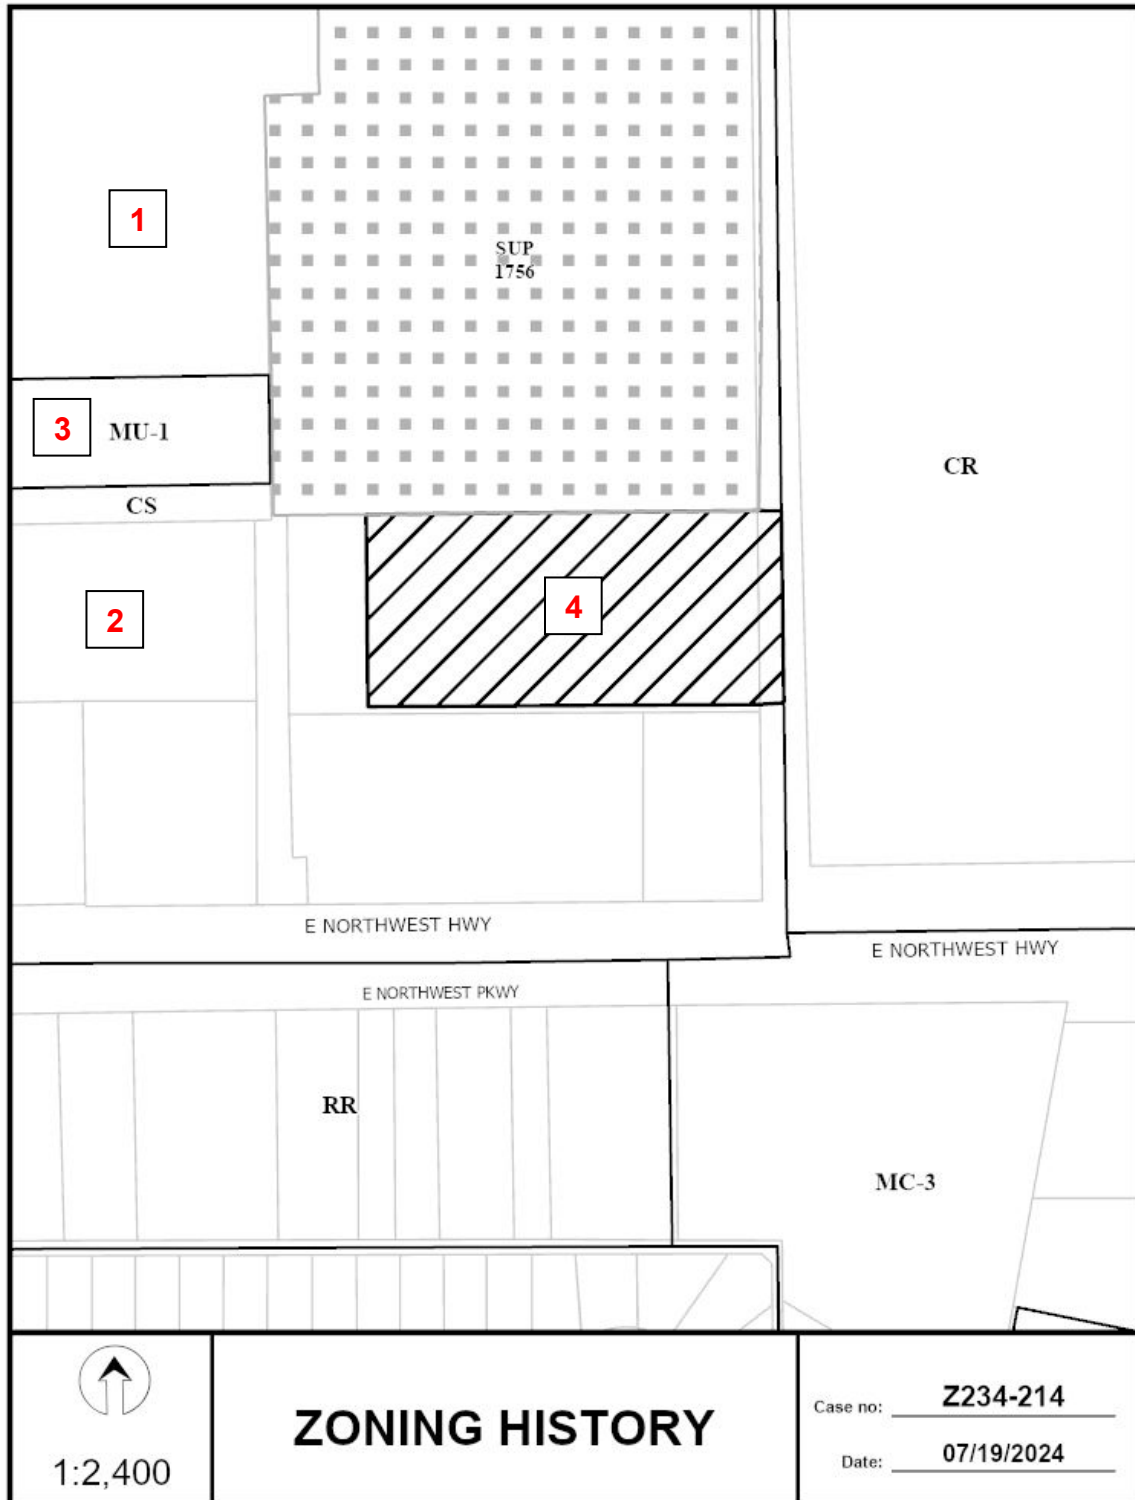 1
SUP
1756
3
MU-1
CR
CS
2
4
E NORTHWEST HWY
E NORTHWEST HWY
E NORTHWEST PKWY
RR
MC-3
1:2,400
ZONING HISTORY
Case no: Z234-214
Date: 07/19/2024